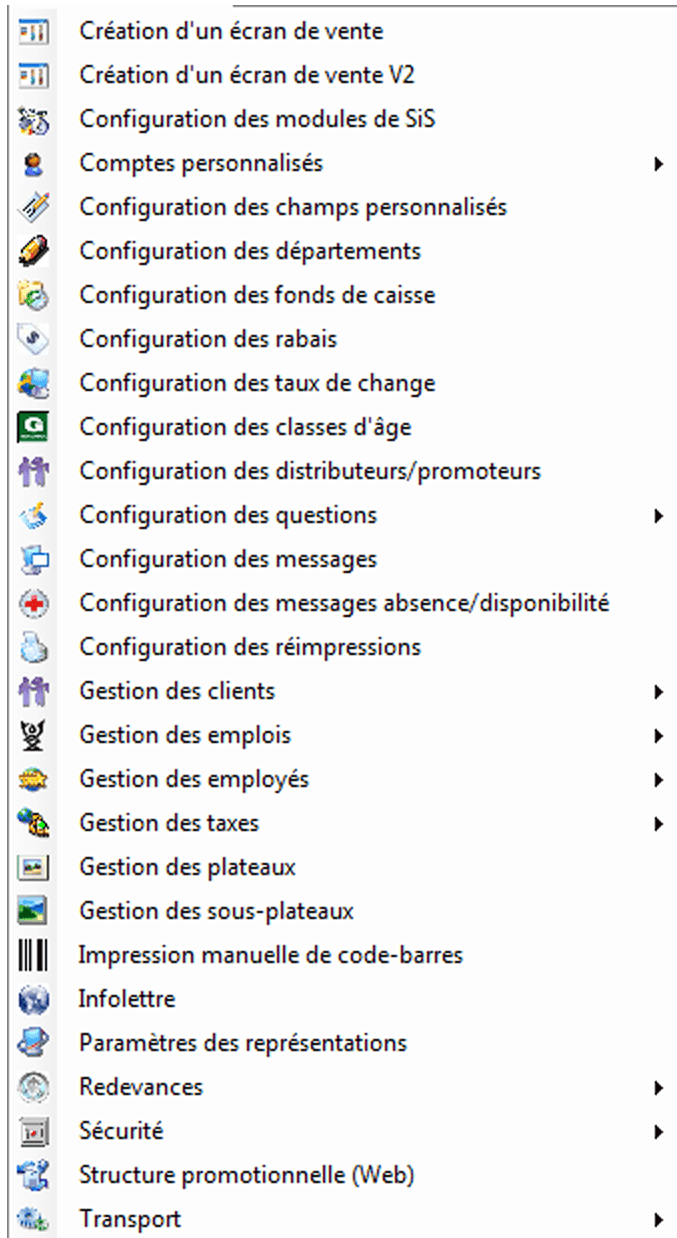 Création d'un écran de vente
Création d'un écran de vente V2
Configuration des modules de SiS
Comptes personnalisés
Configuration des champs personnalisés
Configuration des départements
Configuration des fonds de caisse
Configuration des rabais
Configuration des taux de change
Configuration des classes d'âge
Configuration des distributeurs/promoteurs
Configuration des questions
Configuration des messages
Configuration des messages absence/disponibilité
Configuration des réimpressions
Gestion des clients
Gestion des emplois
Gestion des employés
Gestion des taxes
Gestion des plateaux
Gestion des sous-plateaux
Impression manuelle de code-barres
Infolettre
Paramètres des représentations
Redevances
Sécurité
Structure promotionnelle (Web)
Transport